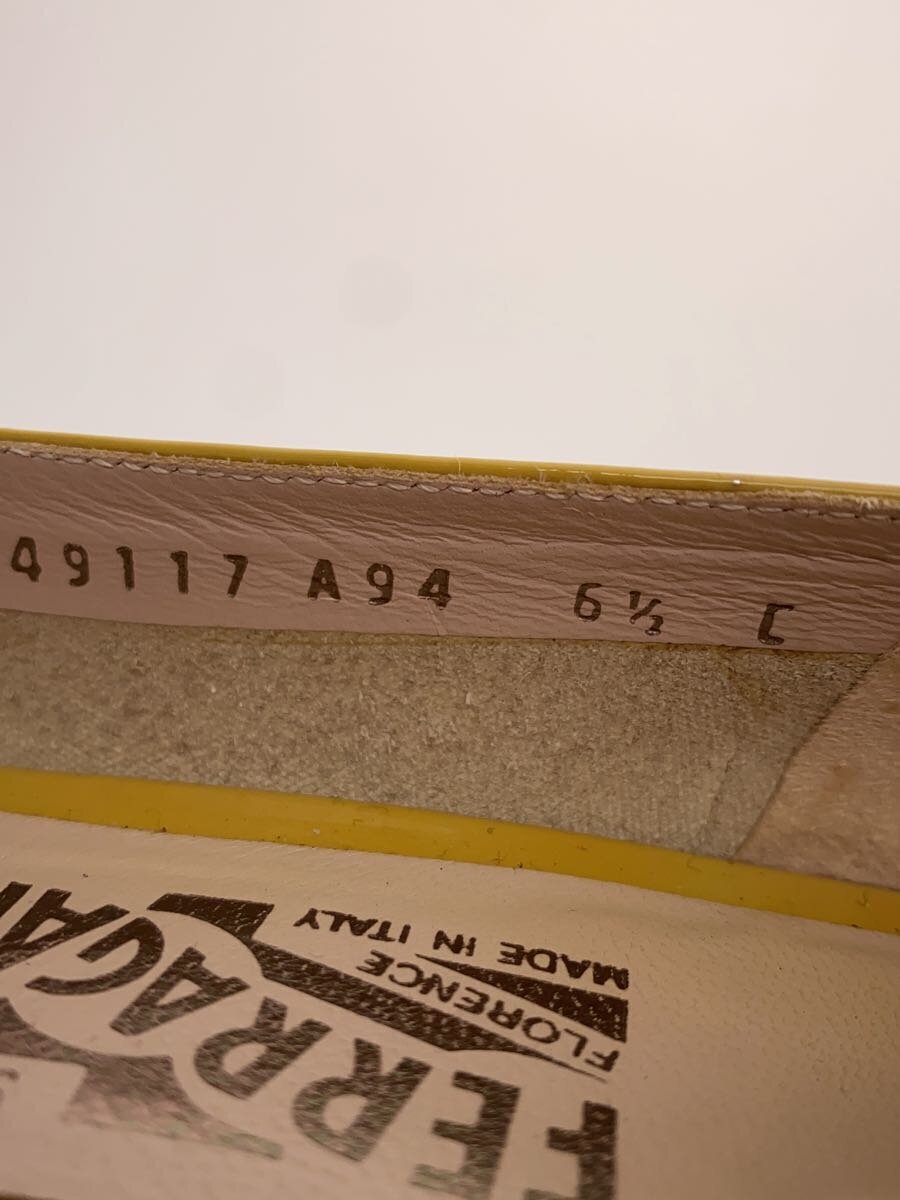 49117 A94 6½ C
FERRAGA
FLORENCE
MADE IN ITALY